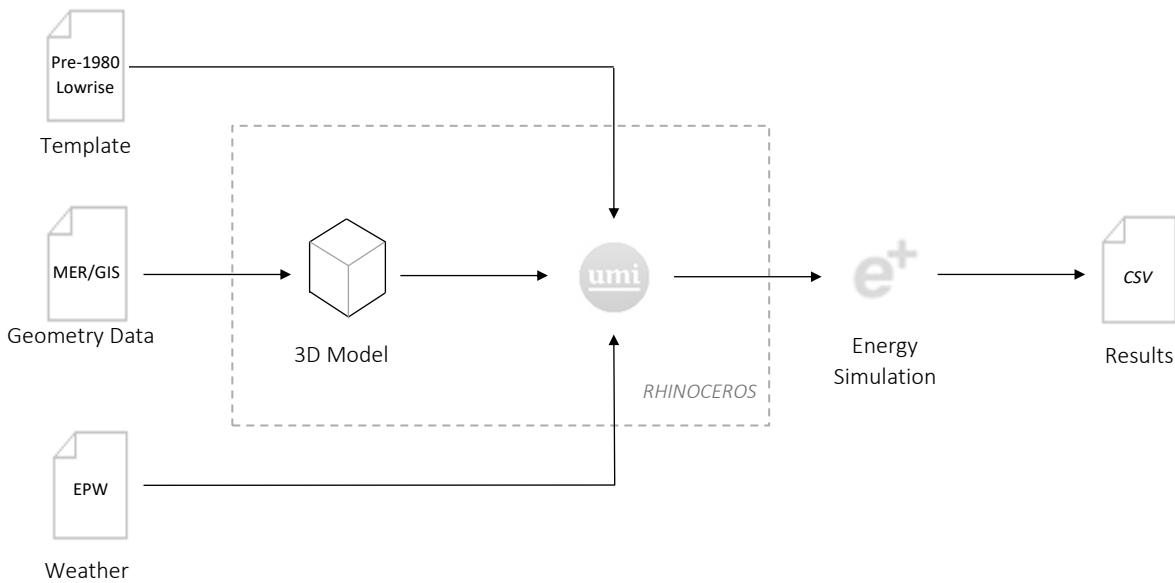 Pre-1980
Lowrise
Template
MER/GIS
Geometry Data
3D Model
umi
RHINOCEROS
e+
Energy
Simulation
CSV
Results
EPW
Weather